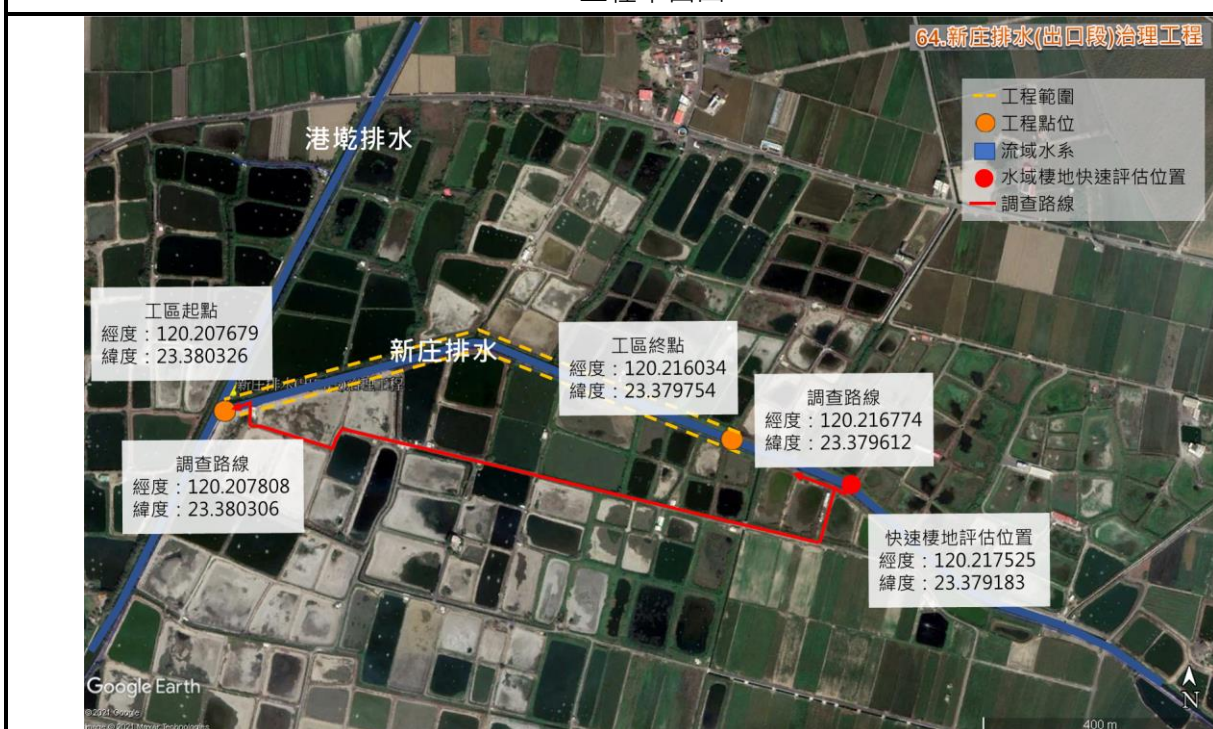 64.新庄排水(出口段)治理工程
工程範圍
工程點位
流域水系
水域棲地快速評估位置
調查路線
港墘排水
工區起點
經度：120.207679
緯度：23.380326
新庄排水
工區終點
經度：120.216034
緯度：23.379754
調查路線
經度：120.216774
緯度：23.379612
調查路線
經度：120.207808
緯度：23.380306
快速棲地評估位置
經度：120.217525
緯度：23.379183
Google Earth
©2021 Google
N
400 m